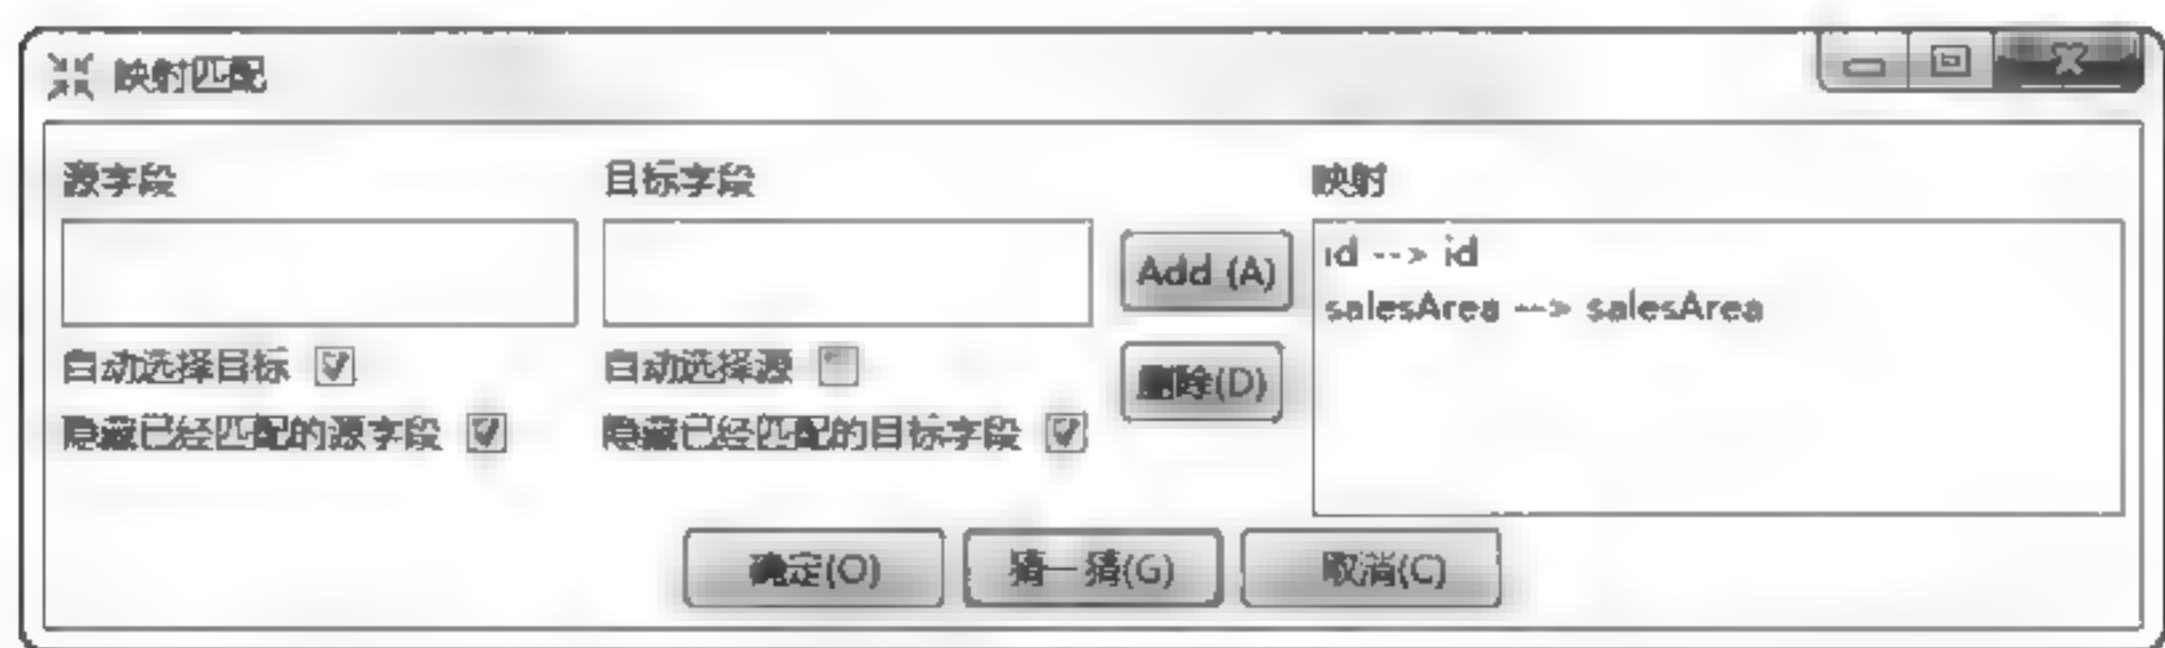 映射匹配
源字段
目标字段
映射
Add (A)
id --> id
salesArea --> salesArea
自动选择目标
自动选择源
删除(D)
隐藏已经匹配的源字段
隐藏已经匹配的目标字段
确定(O)
猜一猜(G)
取消(C)